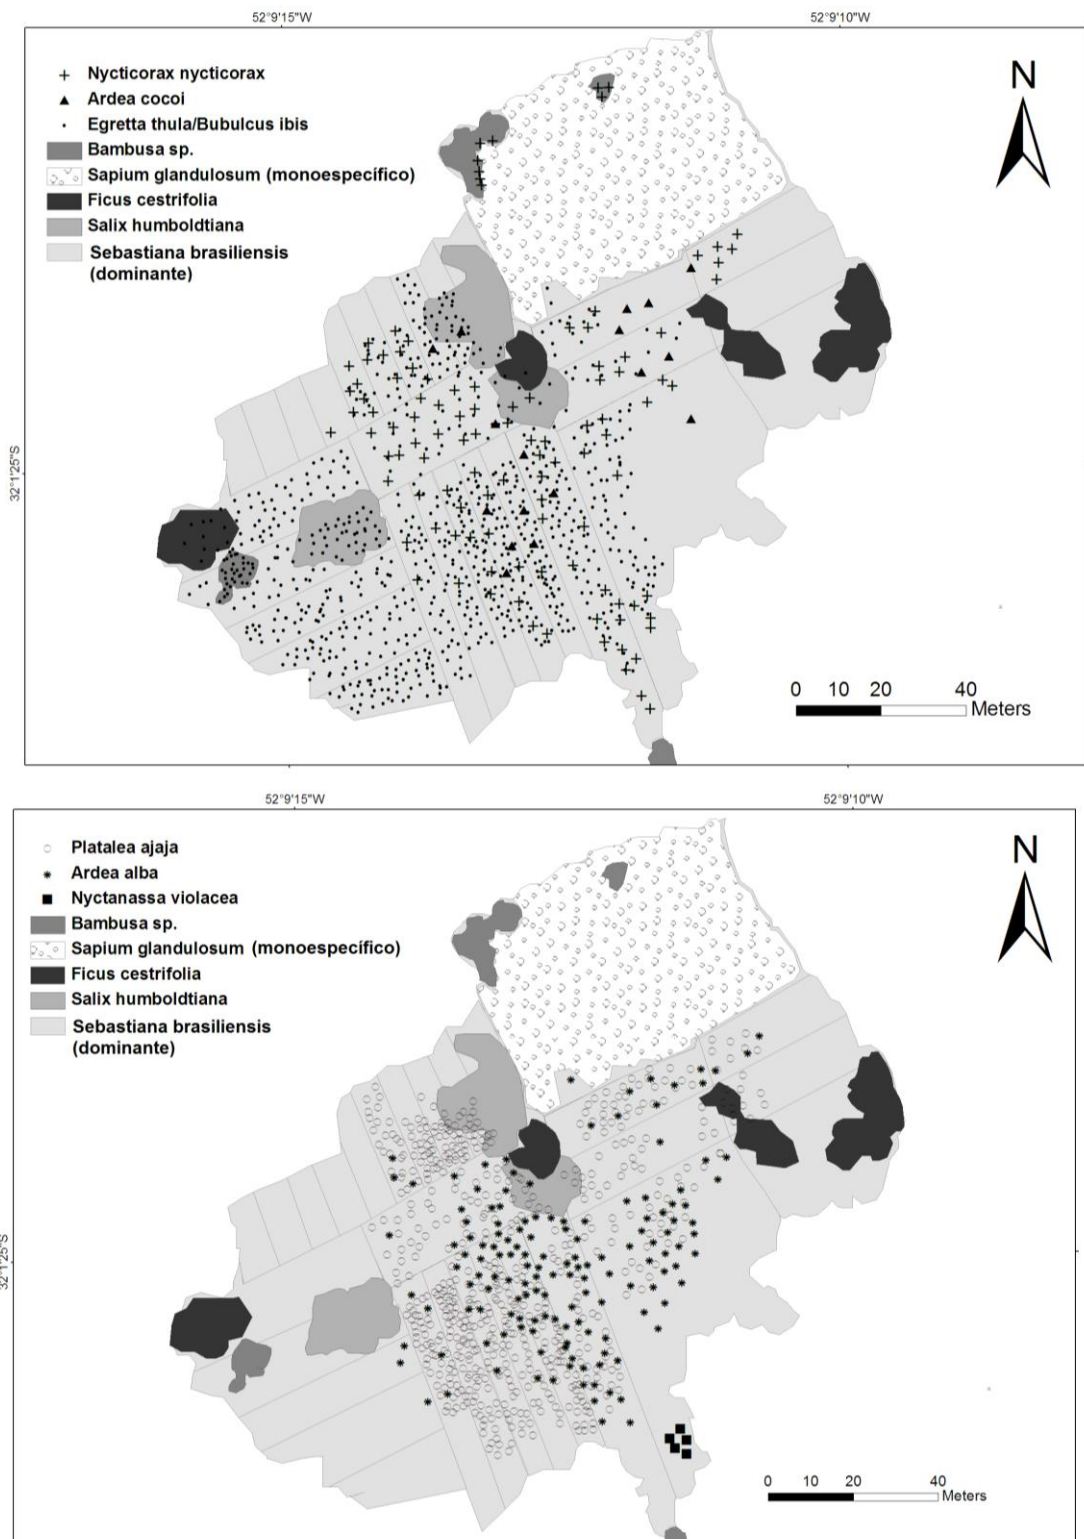 52°9'15"W 52°9'10"W
N
Nycticorax nycticorax
Ardea cocoi
Egretta thula/Bubulcus ibis
Bambusa sp.
Sapium glandulosum (monoespecífico)
Ficus cestrifolia
Salix humboldtiana
Sebastiana brasiliensis
(dominante)
32°1'25"S
0 10 20 40
Meters
52°9'15"W 52°9'10"W
N
Platalea ajaja
Ardea alba
Nyctanassa violacea
Bambusa sp.
Sapium glandulosum (monoespecífico)
Ficus cestrifolia
Salix humboldtiana
Sebastiana brasiliensis
(dominante)
32°1'25"S
0 10 20 40
Meters